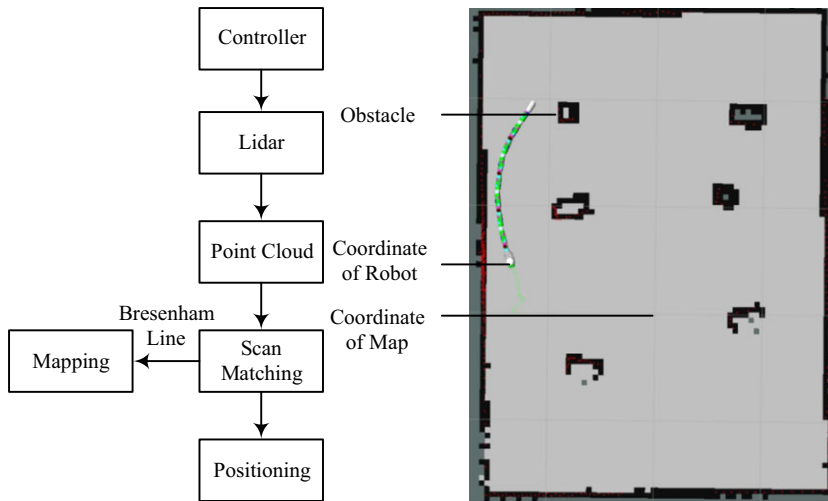 Controller
Lidar
Point Cloud
Bresenham
Line
Mapping
Scan
Matching
Positioning
Obstacle
Coordinate
of Robot
Coordinate
of Map